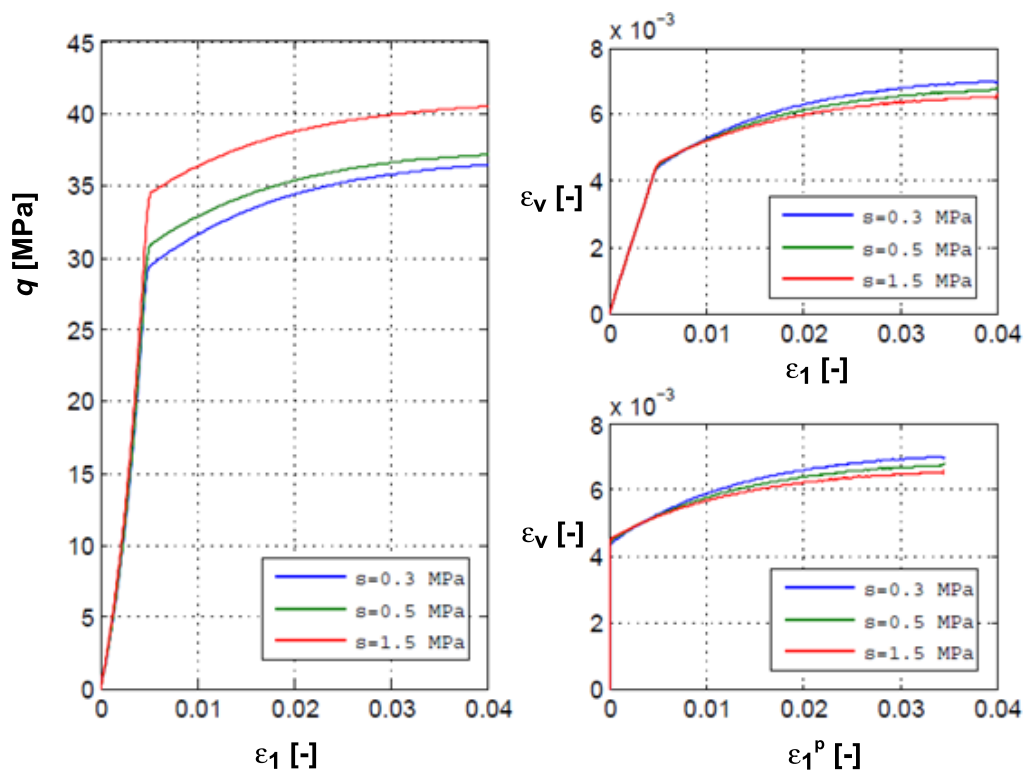 45
40
35
30
25
20
15
10
5
0
q [MPa]
s=0.3 MPa
s=0.5 MPa
s=1.5 MPa
0 0.01 0.02 0.03 0.04
ε1 [-]
8 x 10⁻³
6
4
2
0
εv [-]
s=0.3 MPa
s=0.5 MPa
s=1.5 MPa
0 0.01 0.02 0.03 0.04
ε1 [-]
8 x 10⁻³
6
4
2
0
εv [-]
s=0.3 MPa
s=0.5 MPa
s=1.5 MPa
0 0.01 0.02 0.03 0.04
ε1ᵖ [-]